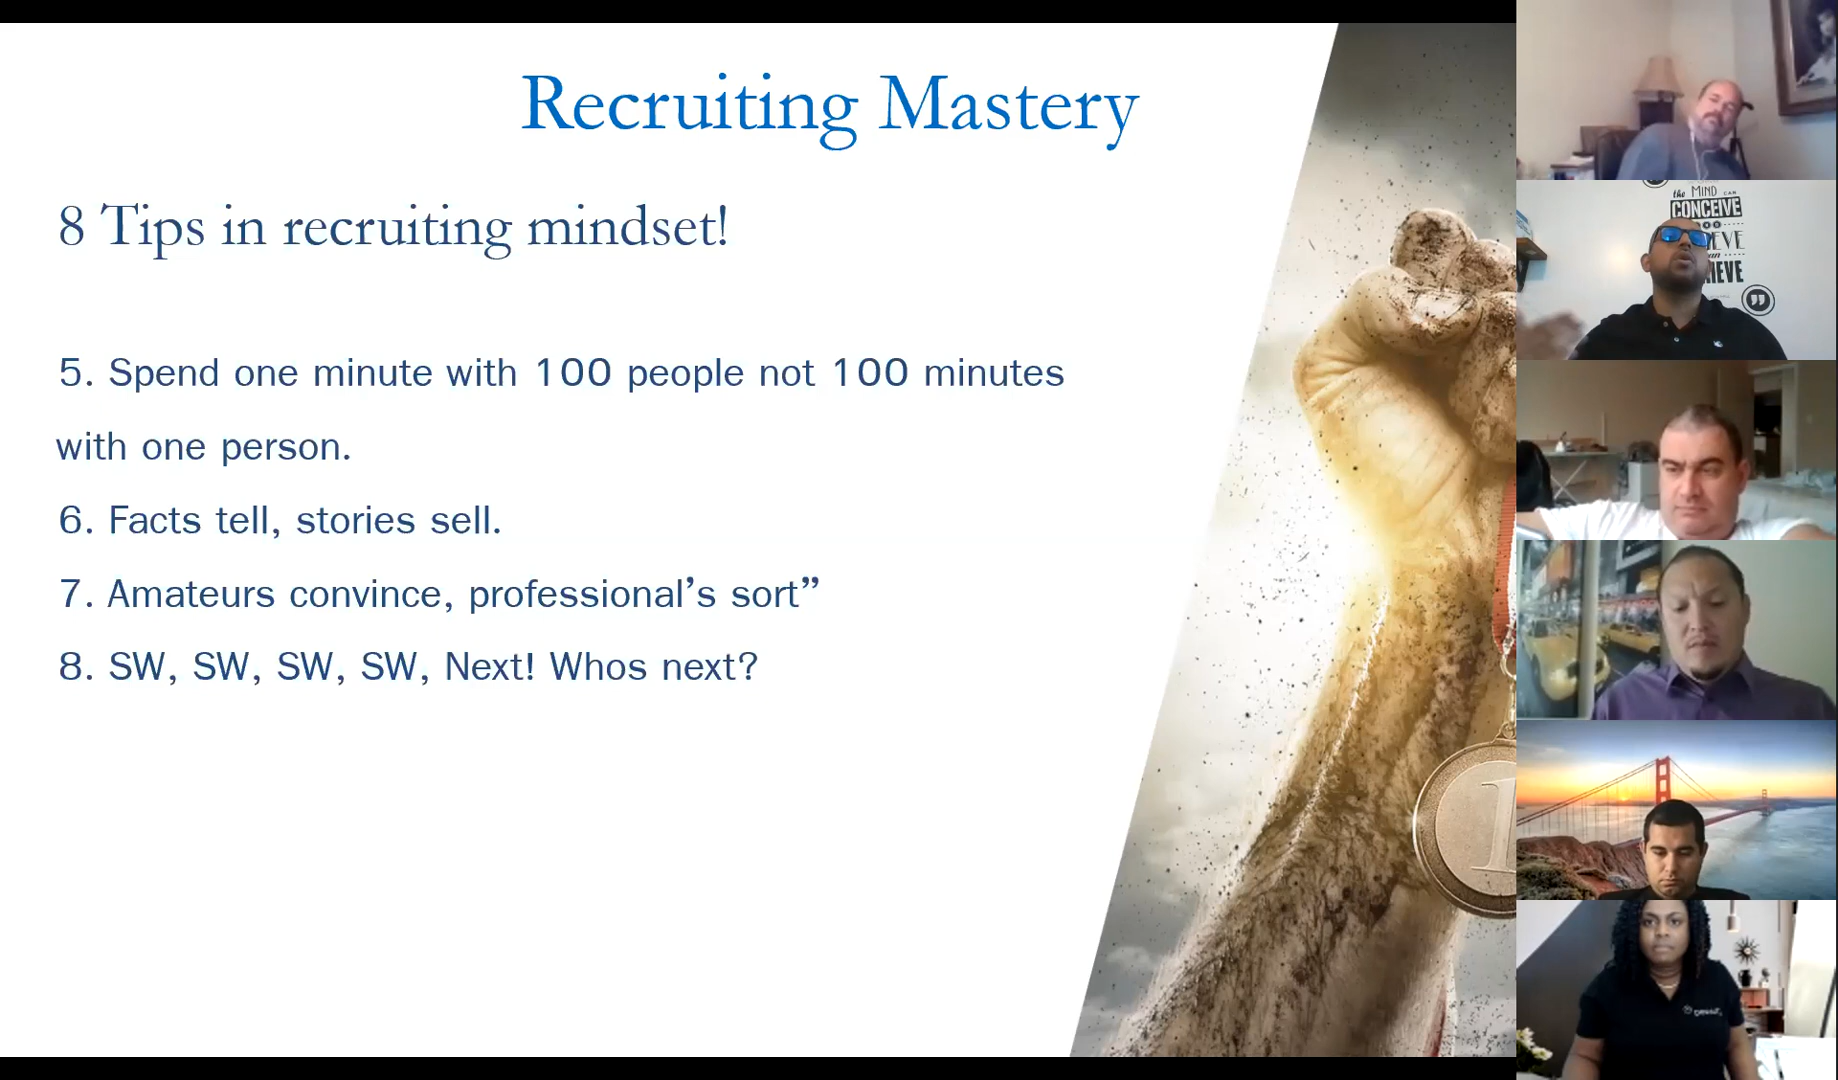 Recruiting Mastery
8 Tips in recruiting mindset!
5. Spend one minute with 100 people not 100 minutes
with one person.
6. Facts tell, stories sell.
7. Amateurs convince, professional’s sort”
8. SW, SW, SW, SW, Next! Whos next?
1
the MIND CAN
CONCEIVE